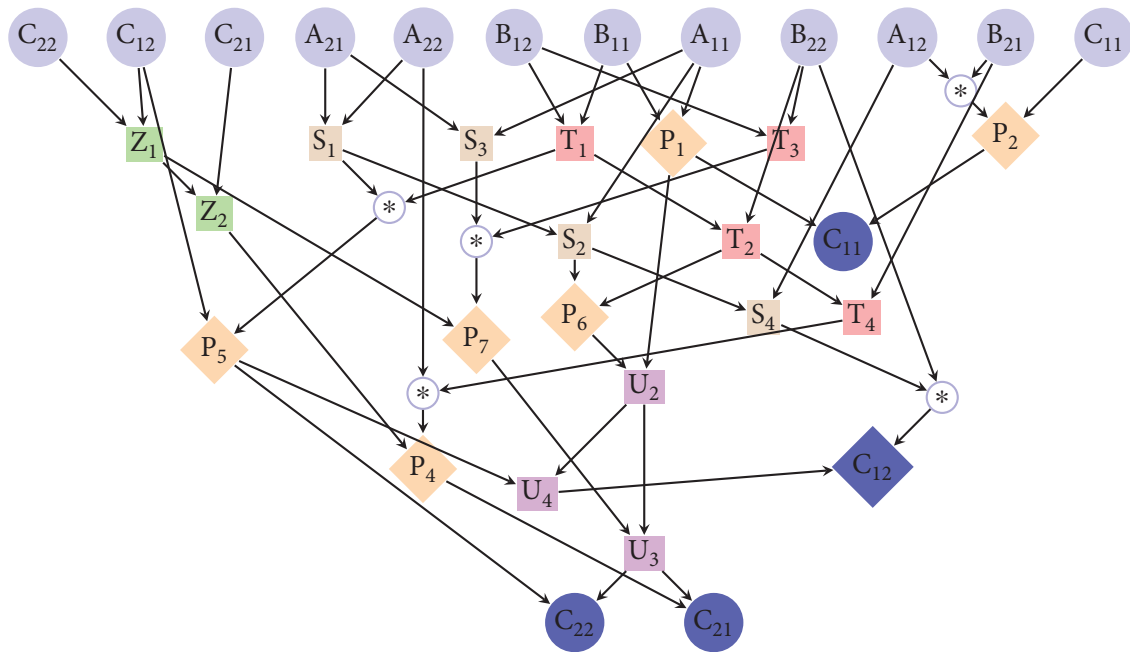 C₂₂ C₁₂ C₂₁ A₂₁ A₂₂ B₁₂ B₁₁ A₁₁ B₂₂ A₁₂ B₂₁ C₁₁
*
Z₁ S₁ S₃ T₁ P₁ T₃ P₂
Z₂ *
* S₂ T₂ C₁₁
P₅ P₇ P₆ S₄ T₄
* U₂ *
P₄ U₄ C₁₂
U₃
C₂₂ C₂₁